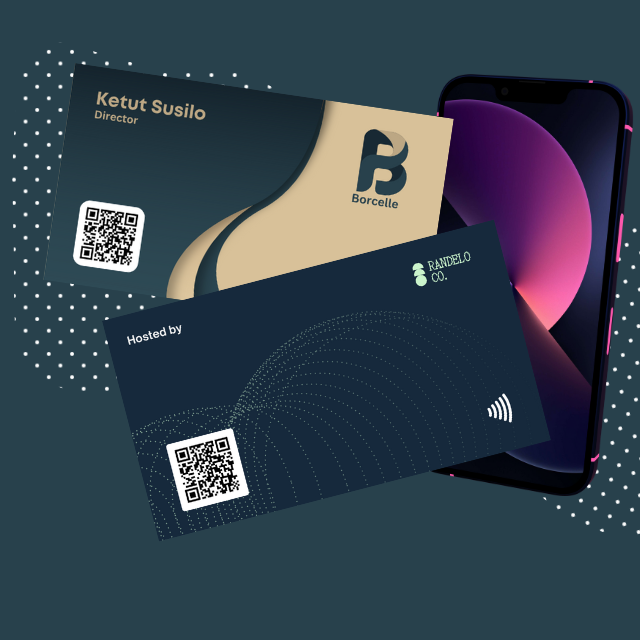 Ketut Susilo
Director
Borcelle
RANDELO
CO.
Hosted by